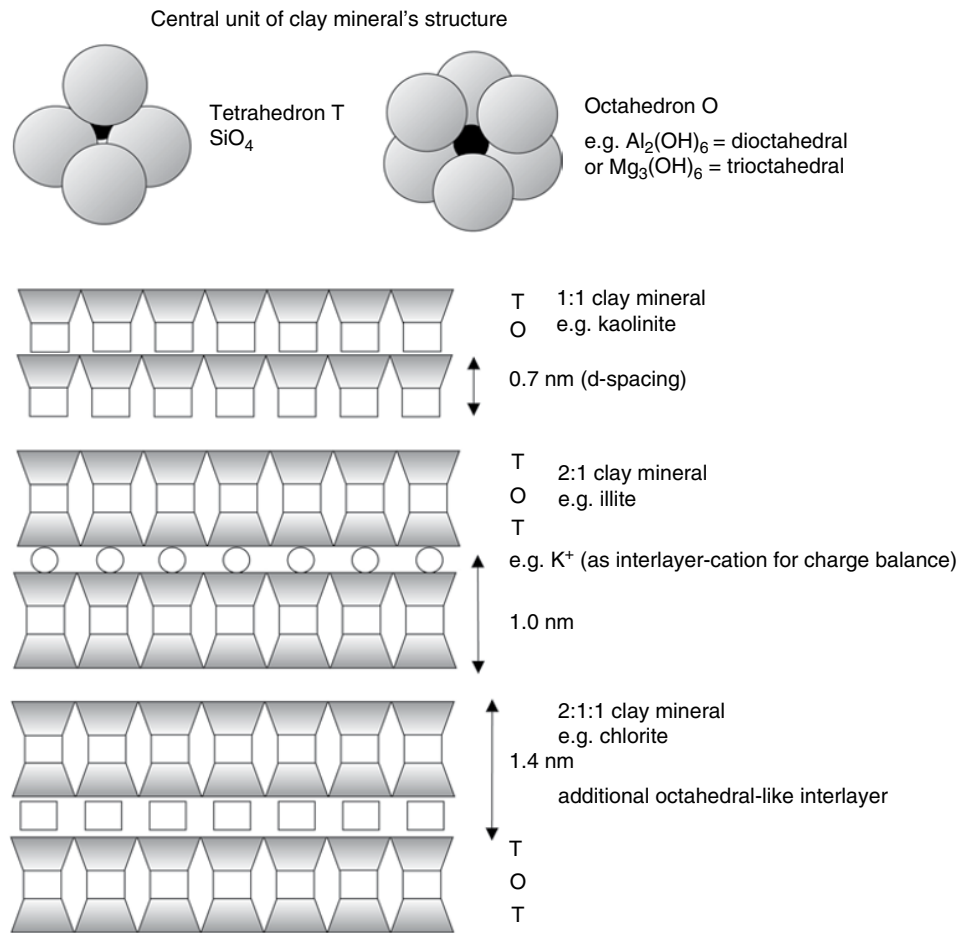 Central unit of clay mineral's structure
Tetrahedron T
SiO₄
Octahedron O
e.g. Al₂(OH)₆ = dioctahedral
or Mg₃(OH)₆ = trioctahedral
T 1:1 clay mineral
O e.g. kaolinite
0.7 nm (d-spacing)
T
2:1 clay mineral
O e.g. illite
T
e.g. K⁺ (as interlayer-cation for charge balance)
1.0 nm
2:1:1 clay mineral
e.g. chlorite
1.4 nm
additional octahedral-like interlayer
T
O
T